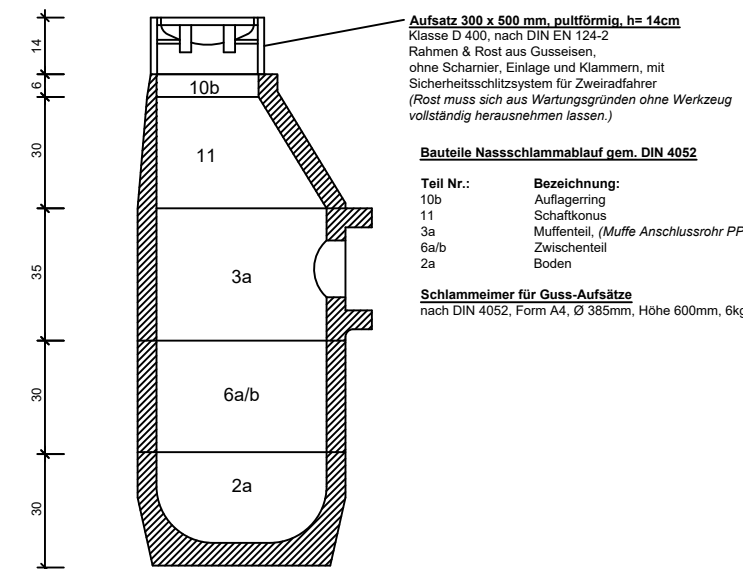 Aufsatz 300 x 500 mm, pultförmig, h= 14cm
Klasse D 400, nach DIN EN 124-2
Rahmen & Rost aus Gusseisen,
ohne Scharnier, Einlage und Klammern, mit
Sicherheitsschlitzsystem für Zweiradfahrer
(Rost muss sich aus Wartungsgründen ohne Werkzeug
vollständig herausnehmen lassen.)
Bauteile Nassschlammablauf gem. DIN 4052
Teil Nr.: Bezeichnung:
10b Auflagerring
11 Schaftkonus
3a Muffenteil, (Muffe Anschlussrohr PP
6a/b Zwischenteil
2a Boden
Schlammeimer für Guss-Aufsätze
nach DIN 4052, Form A4, Ø 385mm, Höhe 600mm, 6kg
14
6
30
35
30
30
10b
11
3a
6a/b
2a